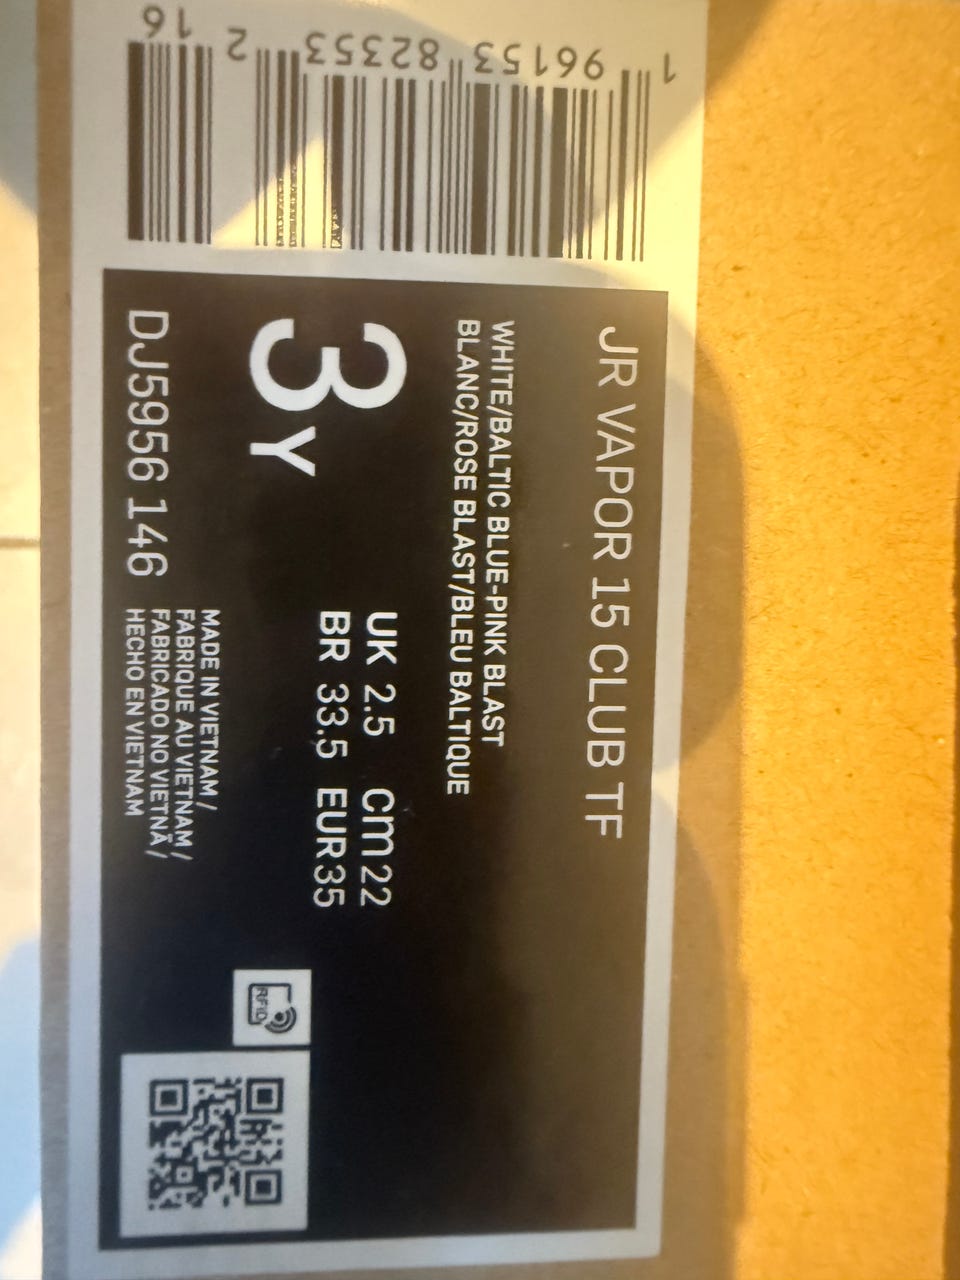 1 96153 82353 2 16
JR VAPOR 15 CLUB TF
WHITE/BALTIC BLUE-PINK BLAST
BLANC/ROSE BLAST/BLEU BALTIQUE
3Y
UK 2.5 cm 22
BR 33.5 EUR 35
DJ5956 146
MADE IN VIETNAM /
FABRIQUE AU VIETNAM /
FABRICADO NO VIETNÃ /
HECHO EN VIETNAM
RFID